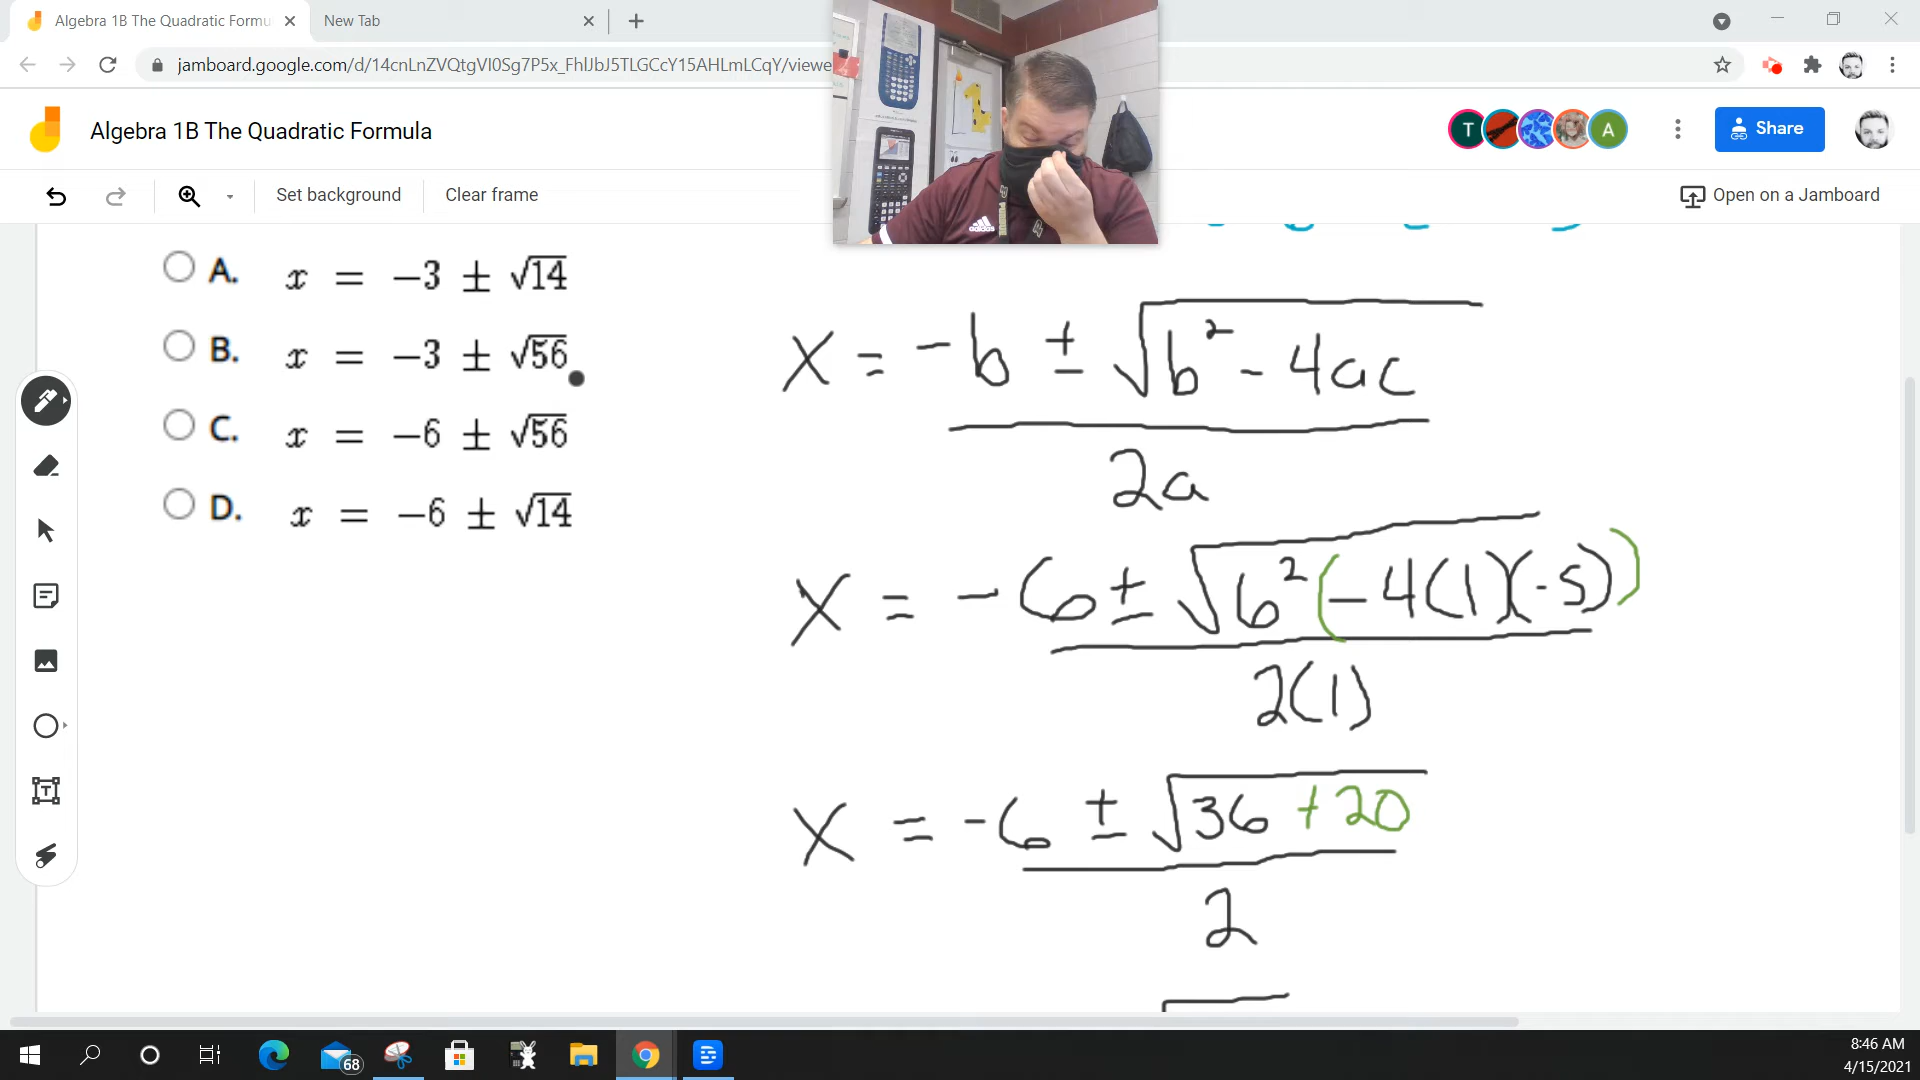 Algebra 1B The Quadratic Formu
New Tab
jamboard.google.com/d/14cnLnZVQtgVI0Sg7P5x_FhlJbJ5TLGCcY15AHLmLCqY/viewe
Algebra 1B The Quadratic Formula
T
A
Share
Set background
Clear frame
Open on a Jamboard
A. x = −3 ± √14
B. x = −3 ± √56
C. x = −6 ± √56
D. x = −6 ± √14
X = -b ± √b² - 4ac
2a
X = -6 ± √6² (-4(1)(-5))
2(1)
X = -6 ± √36 +20
2
68
8:46 AM
4/15/2021